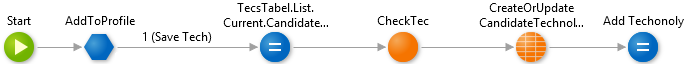 Start
AddToProfile
1 (Save Tech)
TecsTabel.List.
Current.Candidate...
CheckTec
CreateOrUpdate
CandidateTechnol...
Add Techonoly